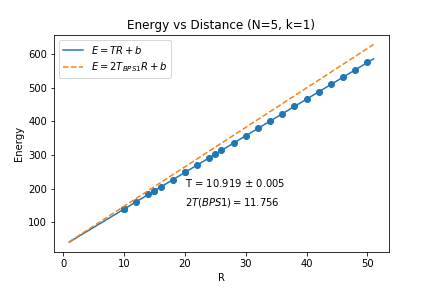 Energy vs Distance (N=5, k=1)
E = TR + b
E = 2T_{BPS1}R + b
Energy
600
500
400
300
200
100
T = 10.919 ± 0.005
2T(BPS1) = 11.756
0 10 20 30 40 50
R